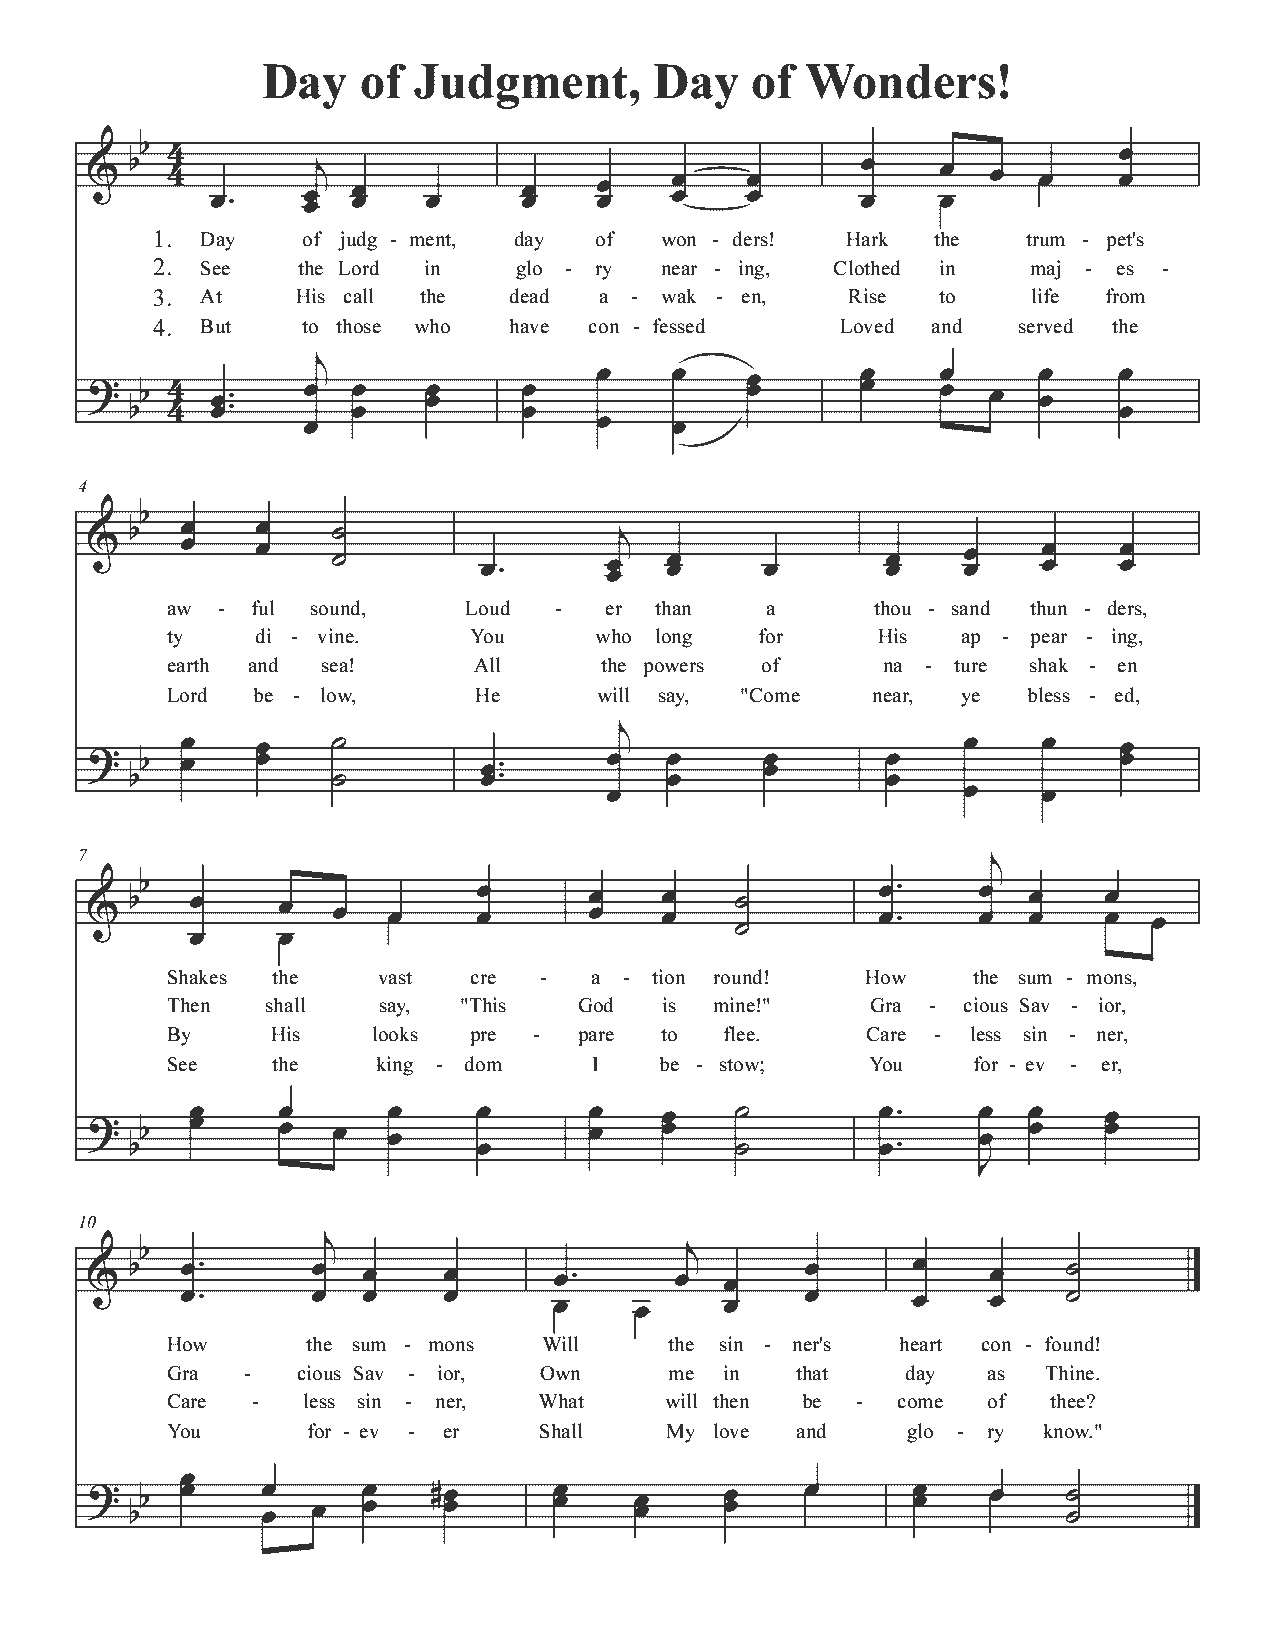 Day of Judgment, Day of Wonders!
4
4
1. Day of judg - ment, day of won - ders! Hark the trum - pet's
2. See the Lord in glo - ry near - ing, Clothed in maj - es -
3. At His call the dead a - wak - en, Rise to life from
4. But to those who have con - fessed Loved and served the
4
4
4
aw - ful sound, Loud - er than a thou - sand thun - ders,
ty di - vine. You who long for His ap - pear - ing,
earth and sea! All the powers of na - ture shak - en
Lord be - low, He will say, "Come near, ye bless - ed,
7
Shakes the vast cre - a - tion round! How the sum - mons,
Then shall say, "This God is mine!" Gra - cious Sav - ior,
By His looks pre - pare to flee. Care - less sin - ner,
See the king - dom I be - stow; You for - ev - er,
10
How the sum - mons Will the sin - ner's heart con - found!
Gra - cious Sav - ior, Own me in that day as Thine.
Care - less sin - ner, What will then be - come of thee?
You for - ev - er Shall My love and glo - ry know."